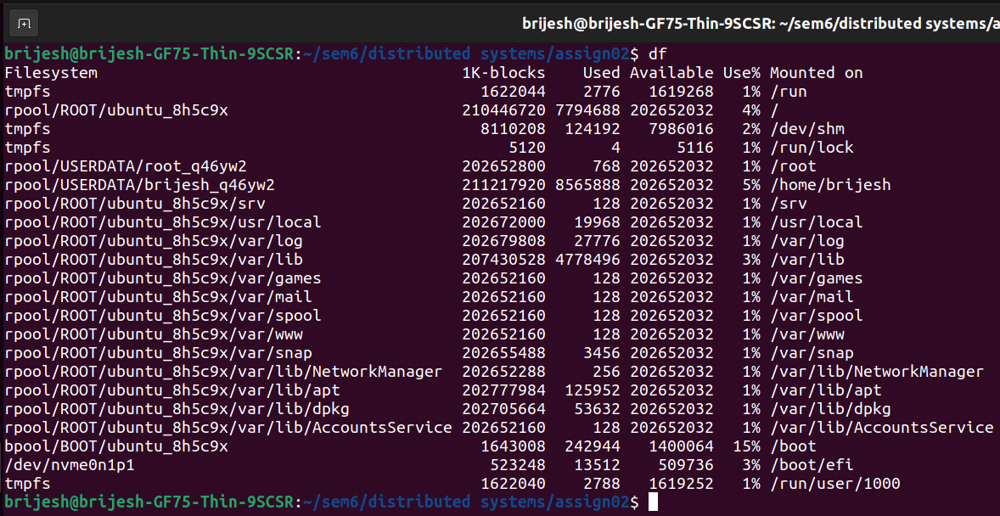 brijesh@brijesh-GF75-Thin-9SCSR: ~/sem6/distributed systems/a
brijesh@brijesh-GF75-Thin-9SCSR:~/sem6/distributed systems/assign02$ df
Filesystem                                 1K-blocks    Used Available Use% Mounted on
tmpfs                                        1622044    2776   1619268   1% /run
rpool/ROOT/ubuntu_8h5c9x                   210446720 7794688 202652032   4% /
tmpfs                                        8110208  124192   7986016   2% /dev/shm
tmpfs                                           5120       4      5116   1% /run/lock
rpool/USERDATA/root_q46yw2                 202652800     768 202652032   1% /root
rpool/USERDATA/brijesh_q46yw2              211217920 8565888 202652032   5% /home/brijesh
rpool/ROOT/ubuntu_8h5c9x/srv               202652160     128 202652032   1% /srv
rpool/ROOT/ubuntu_8h5c9x/usr/local         202672000   19968 202652032   1% /usr/local
rpool/ROOT/ubuntu_8h5c9x/var/log           202679808   27776 202652032   1% /var/log
rpool/ROOT/ubuntu_8h5c9x/var/lib           207430528 4778496 202652032   3% /var/lib
rpool/ROOT/ubuntu_8h5c9x/var/games         202652160     128 202652032   1% /var/games
rpool/ROOT/ubuntu_8h5c9x/var/mail          202652160     128 202652032   1% /var/mail
rpool/ROOT/ubuntu_8h5c9x/var/spool         202652160     128 202652032   1% /var/spool
rpool/ROOT/ubuntu_8h5c9x/var/www           202652160     128 202652032   1% /var/www
rpool/ROOT/ubuntu_8h5c9x/var/snap          202655488    3456 202652032   1% /var/snap
rpool/ROOT/ubuntu_8h5c9x/var/lib/NetworkManager 202652288     256 202652032   1% /var/lib/NetworkManager
rpool/ROOT/ubuntu_8h5c9x/var/lib/apt       202777984  125952 202652032   1% /var/lib/apt
rpool/ROOT/ubuntu_8h5c9x/var/lib/dpkg      202705664   53632 202652032   1% /var/lib/dpkg
rpool/ROOT/ubuntu_8h5c9x/var/lib/AccountsService 202652160     128 202652032   1% /var/lib/AccountsService
bpool/BOOT/ubuntu_8h5c9x                     1643008  242944   1400064  15% /boot
/dev/nvme0n1p1                                523248   13512    509736   3% /boot/efi
tmpfs                                        1622040    2788   1619252   1% /run/user/1000
brijesh@brijesh-GF75-Thin-9SCSR:~/sem6/distributed systems/assign02$